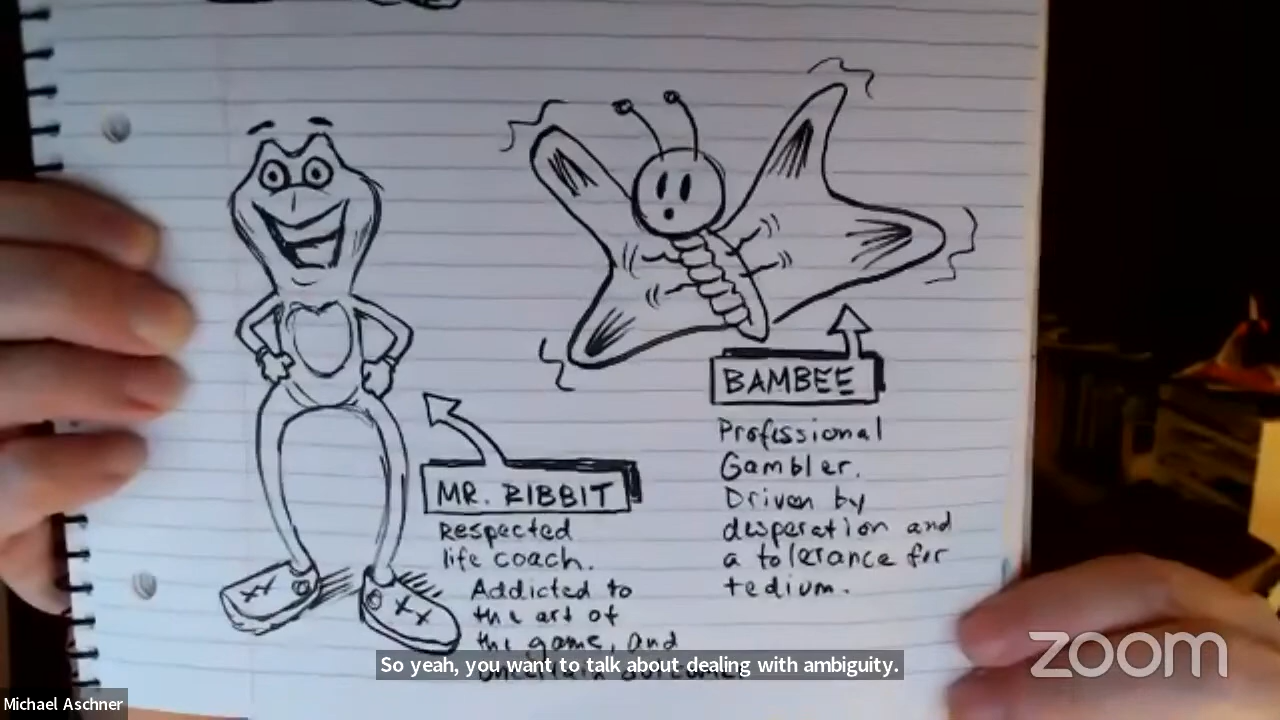 MR. RIBBIT
Respected
life coach.
Addicted to
the art of
the game, and
BAMBEE
Professional
Gambler.
Driven by
desperation and
a tolerance for
tedium.
So yeah, you want to talk about dealing with ambiguity.
zoom
Michael Aschner